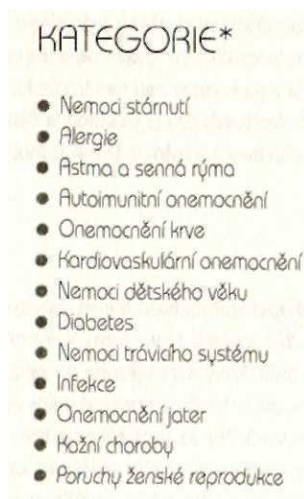 KATEGORIE*
• Nemoci stárnutí
• Alergie
• Astma a senná rýma
• Autoimunitní onemocnění
• Onemocnění krve
• Kardiovaskulární onemocnění
• Nemoci dětského věku
• Diabetes
• Nemoci trávicího systému
• Infekce
• Onemocnění jater
• Kožní choroby
• Poruchy ženské reprodukce